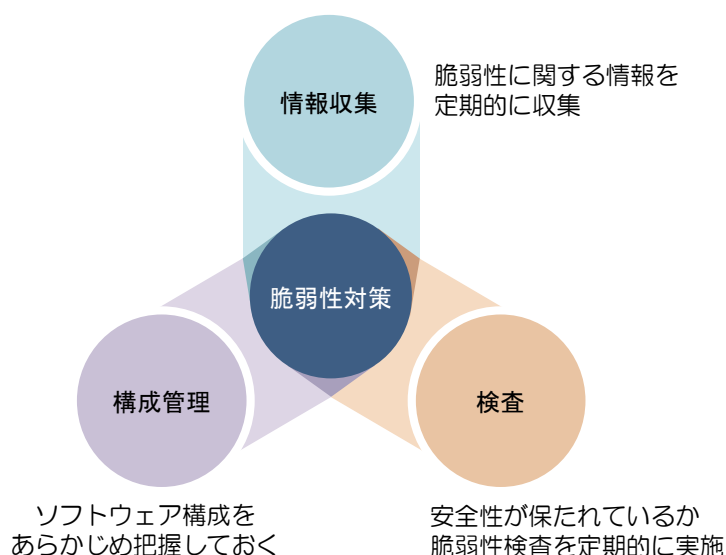 情報収集
脆弱性に関する情報を
定期的に収集
脆弱性対策
構成管理
検査
ソフトウェア構成を
あらかじめ把握しておく
安全性が保たれているか
脆弱性検査を定期的に実施